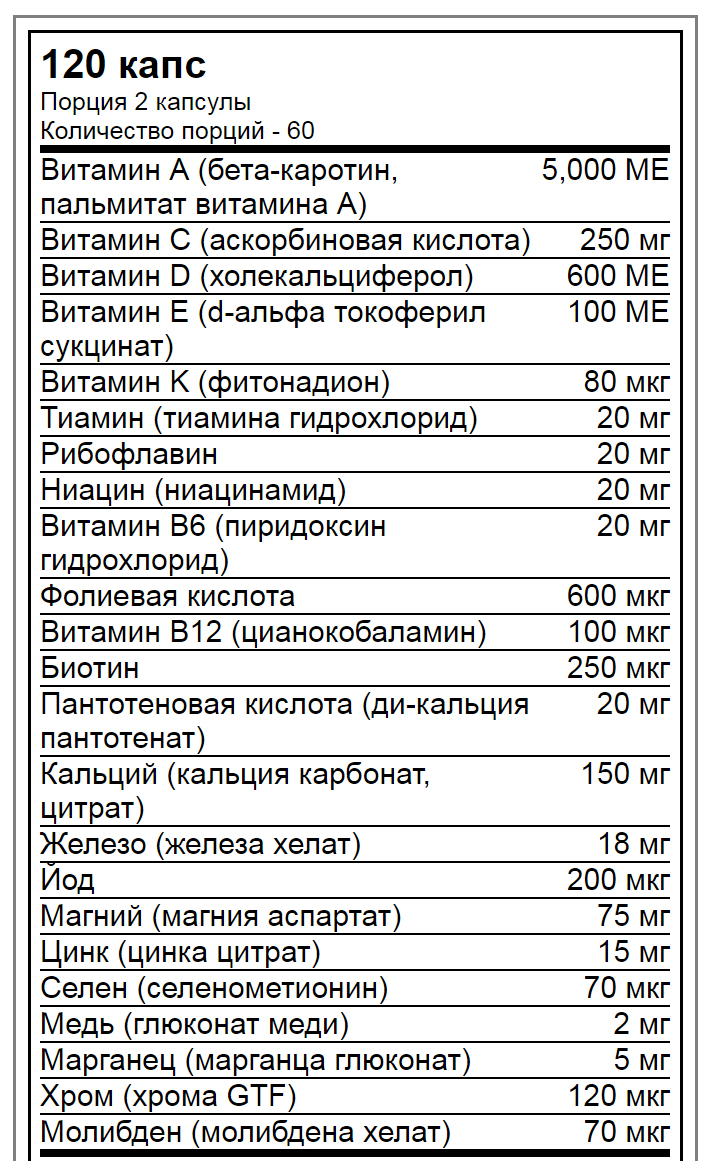 120 капс
Порция 2 капсулы
Количество порций - 60
Витамин А (бета-каротин, 5,000 МЕ
пальмитат витамина А)
Витамин С (аскорбиновая кислота) 250 мг
Витамин D (холекальциферол) 600 МЕ
Витамин Е (d-альфа токоферил 100 МЕ
сукцинат)
Витамин K (фитонадион) 80 мкг
Тиамин (тиамина гидрохлорид) 20 мг
Рибофлавин 20 мг
Ниацин (ниацинамид) 20 мг
Витамин B6 (пиридоксин 20 мг
гидрохлорид)
Фолиевая кислота 600 мкг
Витамин B12 (цианокобаламин) 100 мкг
Биотин 250 мкг
Пантотеновая кислота (ди-кальция 20 мг
пантотенат)
Кальций (кальция карбонат, 150 мг
цитрат)
Железо (железа хелат) 18 мг
Йод 200 мкг
Магний (магния аспартат) 75 мг
Цинк (цинка цитрат) 15 мг
Селен (селенометионин) 70 мкг
Медь (глюконат меди) 2 мг
Марганец (марганца глюконат) 5 мг
Хром (хрома GTF) 120 мкг
Молибден (молибдена хелат) 70 мкг